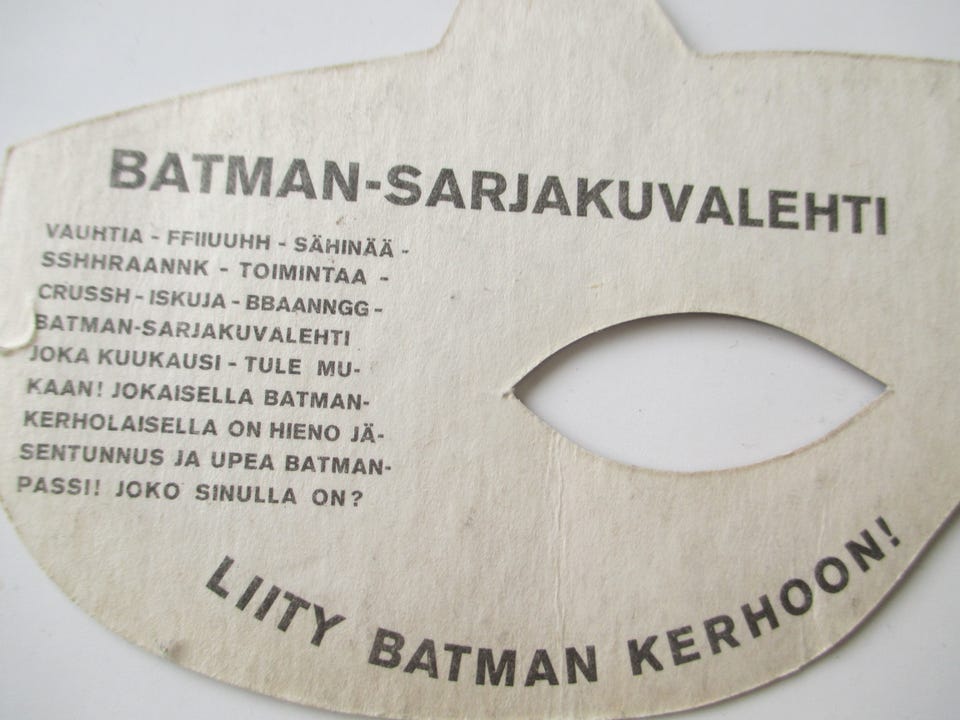 BATMAN-SARJAKUVALEHTI
VAUHTIA - FFIIUUHH - SÄHINÄÄ -
SSHHRAANNK - TOIMINTAA -
CRUSSH - ISKUJA - BBAANNGG -
BATMAN-SARJAKUVALEHTI
JOKA KUUKAUSI - TULE MU-
KAAN! JOKAISELLA BATMAN-
KERHOLAISELLA ON HIENO JÄ-
SENTUNNUS JA UPEA BATMAN-
PASSI! JOKO SINULLA ON?
LIITY BATMAN KERHOON!